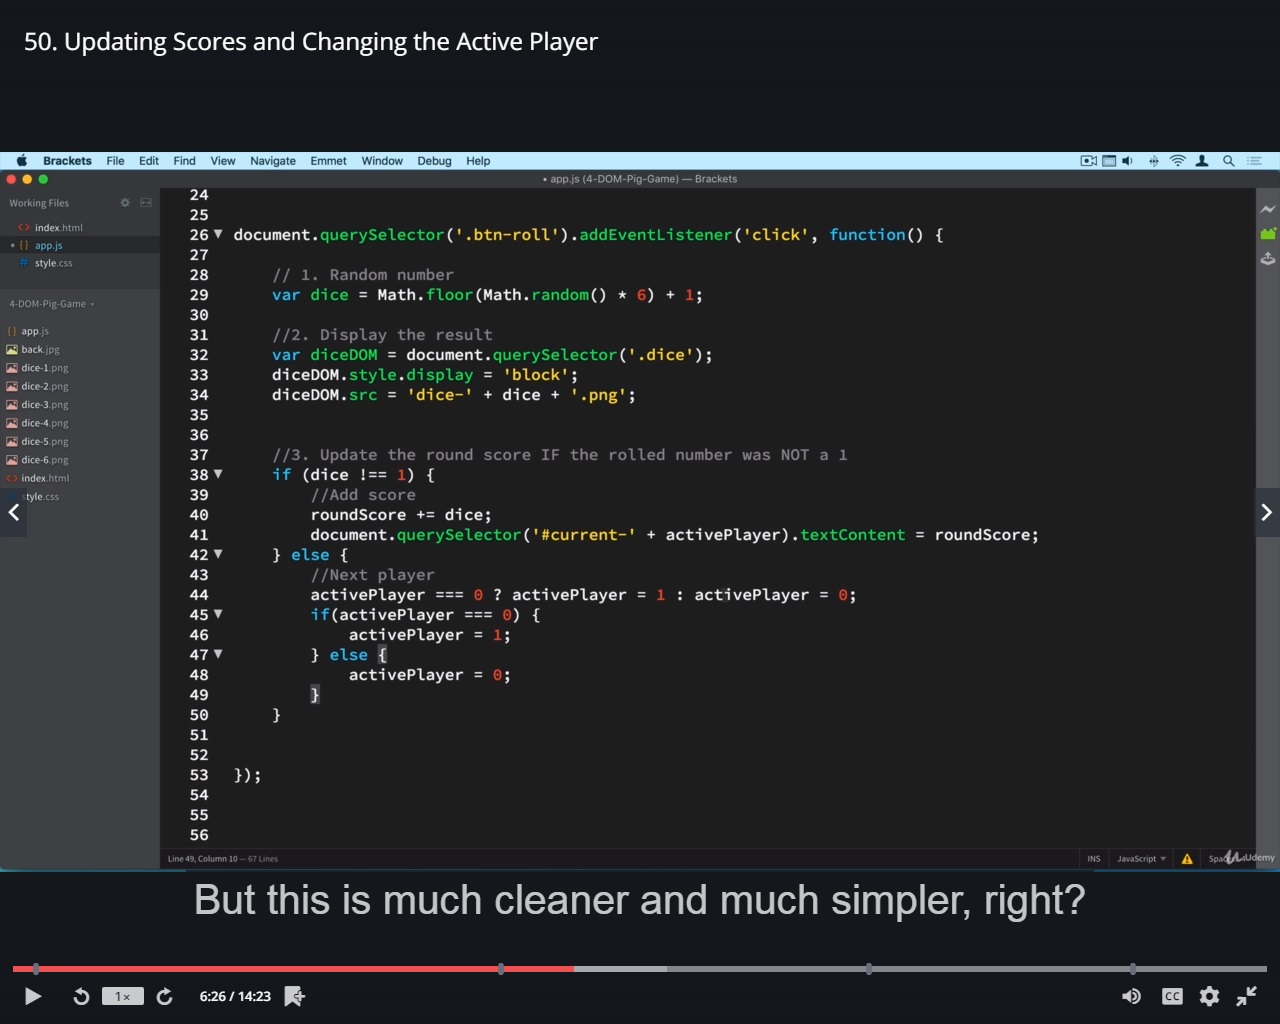 50. Updating Scores and Changing the Active Player
Brackets File Edit Find View Navigate Emmet Window Debug Help
• app.js (4-DOM-Pig-Game) — Brackets
Working Files
<> index.html
• {} app.js
# style.css
4-DOM-Pig-Game
{} app.js
back.jpg
dice-1.png
dice-2.png
dice-3.png
dice-4.png
dice-5.png
dice-6.png
<> index.html
style.css
24
25
26 document.querySelector('.btn-roll').addEventListener('click', function() {
27
28 // 1. Random number
29 var dice = Math.floor(Math.random() * 6) + 1;
30
31 //2. Display the result
32 var diceDOM = document.querySelector('.dice');
33 diceDOM.style.display = 'block';
34 diceDOM.src = 'dice-' + dice + '.png';
35
36
37 //3. Update the round score IF the rolled number was NOT a 1
38 if (dice !== 1) {
39 //Add score
40 roundScore += dice;
41 document.querySelector('#current-' + activePlayer).textContent = roundScore;
42 } else {
43 //Next player
44 activePlayer === 0 ? activePlayer = 1 : activePlayer = 0;
45 if(activePlayer === 0) {
46 activePlayer = 1;
47 } else {
48 activePlayer = 0;
49 }
50 }
51
52
53 });
54
55
56
Line 49, Column 10 — 67 Lines
INS JavaScript
Udemy
But this is much cleaner and much simpler, right?
1x 6:26 / 14:23 CC